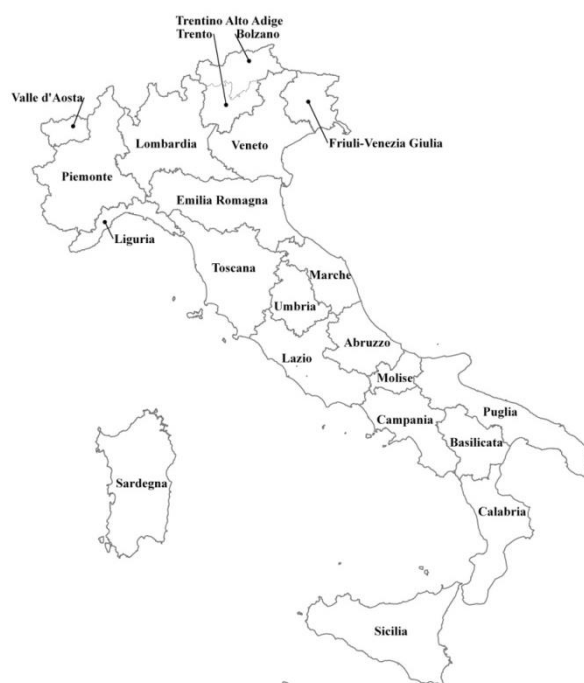 Trentino Alto Adige
Trento Bolzano
Valle d'Aosta
Lombardia
Veneto
Friuli-Venezia Giulia
Piemonte
Emilia Romagna
Liguria
Toscana
Marche
Umbria
Abruzzo
Lazio
Molise
Puglia
Campania
Basilicata
Sardegna
Calabria
Sicilia